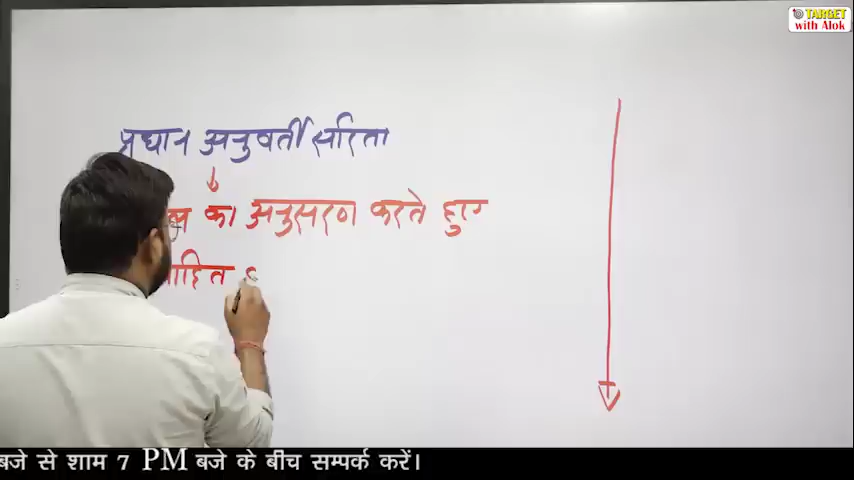 TARGET
with Alok
प्रधान अनुवर्ती सरिता
का अनुसरण करते हुए
बजे से शाम 7 PM बजे के बीच सम्पर्क करें।